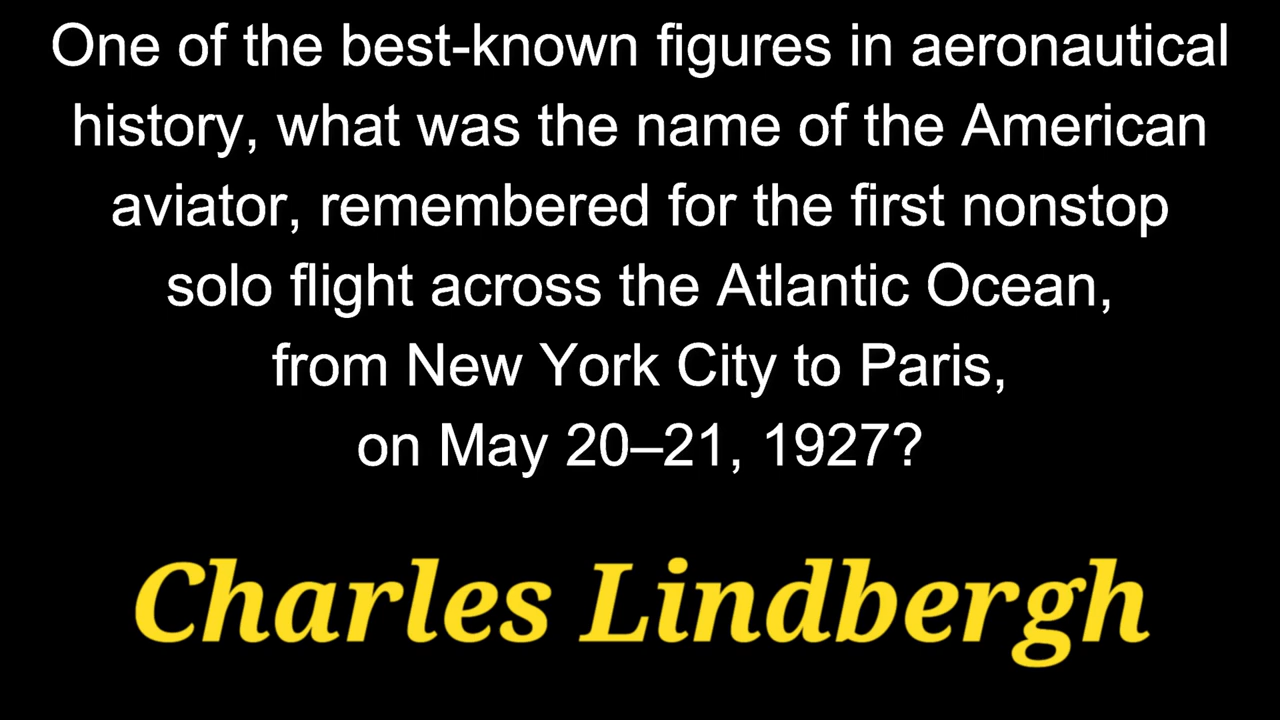 One of the best-known figures in aeronautical
history, what was the name of the American
aviator, remembered for the first nonstop
solo flight across the Atlantic Ocean,
from New York City to Paris,
on May 20–21, 1927?
Charles Lindbergh